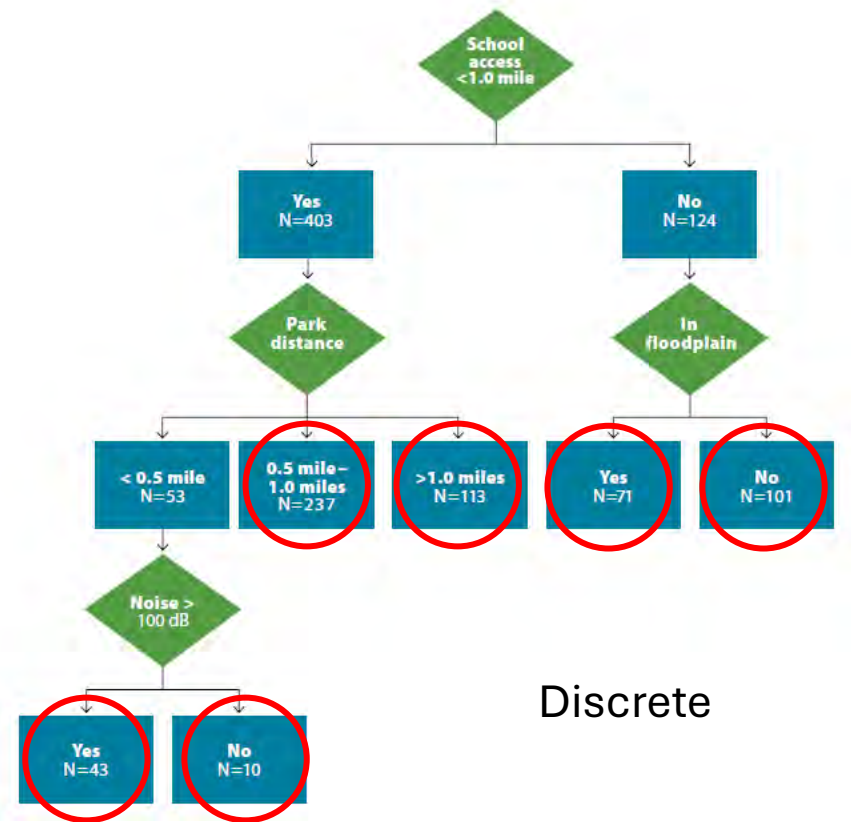 School
access
<1.0 mile
Yes
N=403
No
N=124
Park
distance
In
floodplain
< 0.5 mile
N=53
0.5 mile–
1.0 miles
N=237
>1.0 miles
N=113
Yes
N=71
No
N=101
Noise >
100 dB
Yes
N=43
No
N=10
Discrete